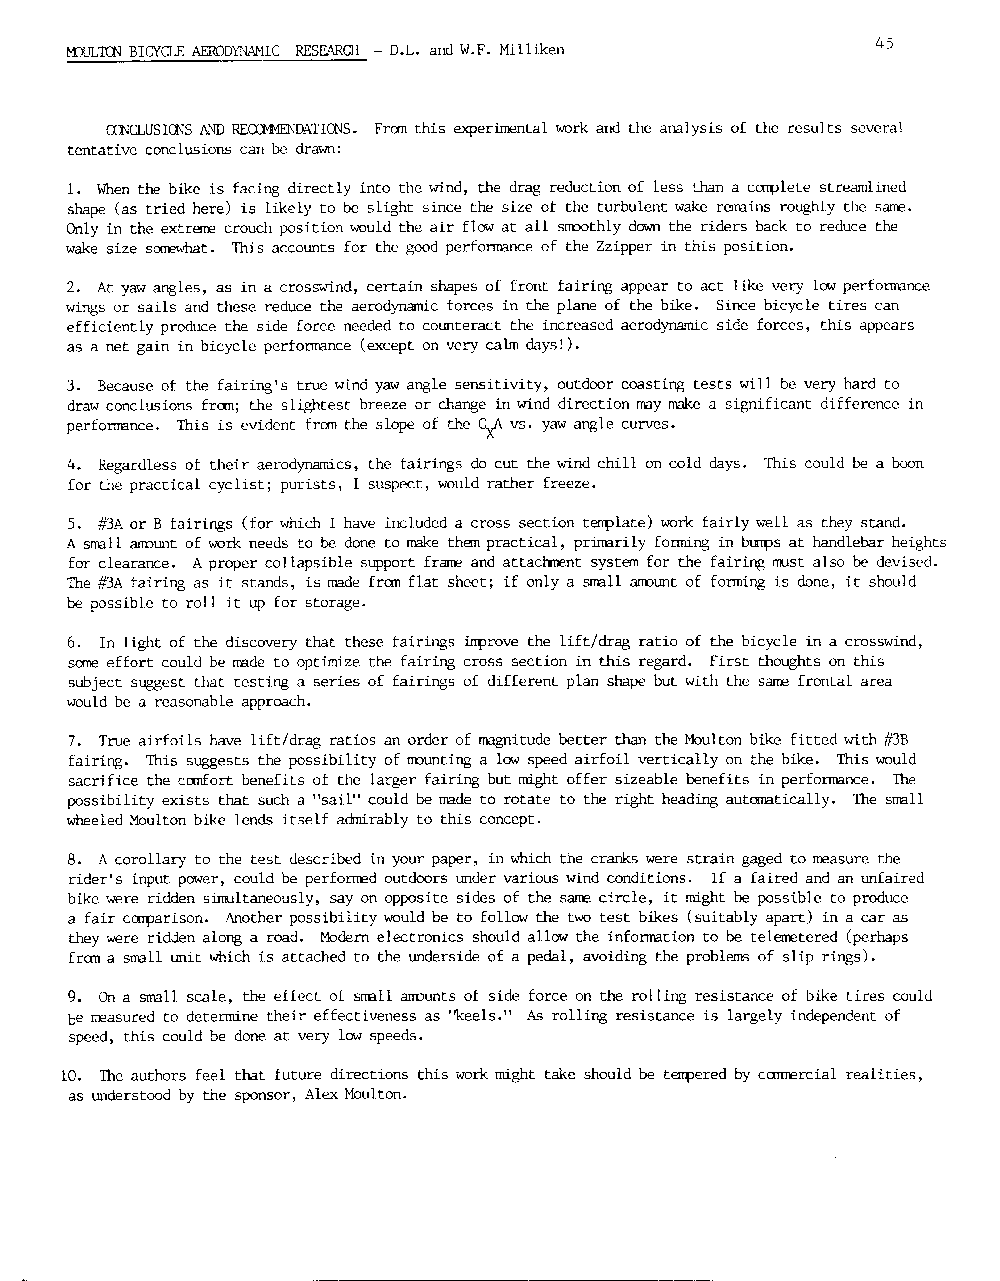 MOULTON BICYCLE AERODYNAMIC RESEARCH - D.L. and W.F. Milliken
45
CONCLUSIONS AND RECOMMENDATIONS. From this experimental work and the analysis of the results several
tentative conclusions can be drawn:
1. When the bike is facing directly into the wind, the drag reduction of less than a complete streamlined
shape (as tried here) is likely to be slight since the size of the turbulent wake remains roughly the same.
Only in the extreme crouch position would the air flow at all smoothly down the riders back to reduce the
wake size somewhat. This accounts for the good performance of the Zzipper in this position.
2. At yaw angles, as in a crosswind, certain shapes of front fairing appear to act like very low performance
wings or sails and these reduce the aerodynamic forces in the plane of the bike. Since bicycle tires can
efficiently produce the side force needed to counteract the increased aerodynamic side forces, this appears
as a net gain in bicycle performance (except on very calm days!).
3. Because of the fairing's true wind yaw angle sensitivity, outdoor coasting tests will be very hard to
draw conclusions from; the slightest breeze or change in wind direction may make a significant difference in
performance. This is evident from the slope of the CxA vs. yaw angle curves.
4. Regardless of their aerodynamics, the fairings do cut the wind chill on cold days. This could be a boon
for the practical cyclist; purists, I suspect, would rather freeze.
5. #3A or B fairings (for which I have included a cross section template) work fairly well as they stand.
A small amount of work needs to be done to make them practical, primarily forming in bumps at handlebar heights
for clearance. A proper collapsible support frame and attachment system for the fairing must also be devised.
The #3A fairing as it stands, is made from flat sheet; if only a small amount of forming is done, it should
be possible to roll it up for storage.
6. In light of the discovery that these fairings improve the lift/drag ratio of the bicycle in a crosswind,
some effort could be made to optimize the fairing cross section in this regard. First thoughts on this
subject suggest that testing a series of fairings of different plan shape but with the same frontal area
would be a reasonable approach.
7. True airfoils have lift/drag ratios an order of magnitude better than the Moulton bike fitted with #3B
fairing. This suggests the possibility of mounting a low speed airfoil vertically on the bike. This would
sacrifice the comfort benefits of the larger fairing but might offer sizeable benefits in performance. The
possibility exists that such a "sail" could be made to rotate to the right heading automatically. The small
wheeled Moulton bike lends itself admirably to this concept.
8. A corollary to the test described in your paper, in which the cranks were strain gaged to measure the
rider's input power, could be performed outdoors under various wind conditions. If a faired and an unfaired
bike were ridden simultaneously, say on opposite sides of the same circle, it might be possible to produce
a fair comparison. Another possibility would be to follow the two test bikes (suitably apart) in a car as
they were ridden along a road. Modern electronics should allow the information to be telemetered (perhaps
from a small unit which is attached to the underside of a pedal, avoiding the problems of slip rings).
9. On a small scale, the effect of small amounts of side force on the rolling resistance of bike tires could
be measured to determine their effectiveness as "keels." As rolling resistance is largely independent of
speed, this could be done at very low speeds.
10. The authors feel that future directions this work might take should be tempered by commercial realities,
as understood by the sponsor, Alex Moulton.